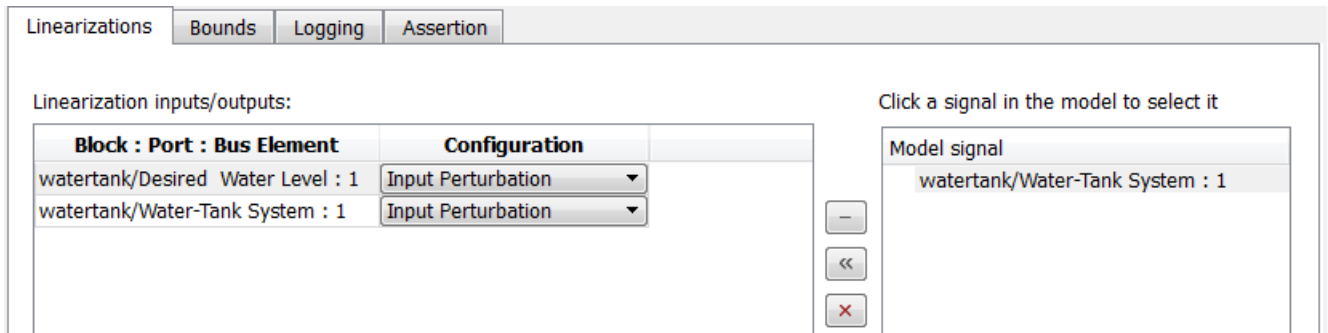 Linearizations Bounds Logging Assertion
Linearization inputs/outputs: Click a signal in the model to select it
Block : Port : Bus Element Configuration Model signal
watertank/Desired  Water Level : 1 Input Perturbation watertank/Water-Tank System : 1
watertank/Water-Tank System : 1 Input Perturbation